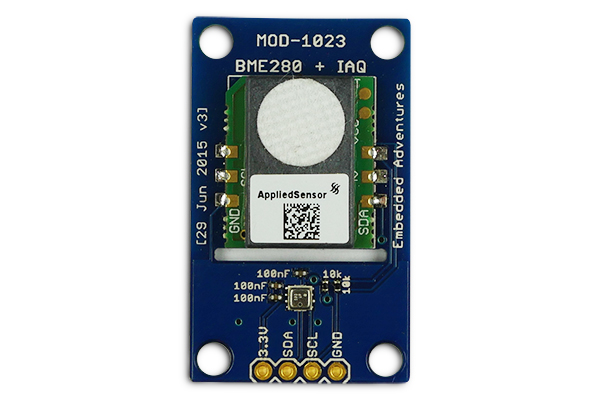 MOD-1023
BME280 + IAQ
[29 Jun 2015 v3]
Embedded Adventures
AppliedSensor
GND
SDA
100nF
10k
100nF
10k
100nF
3.3V
SDA
SCL
GND